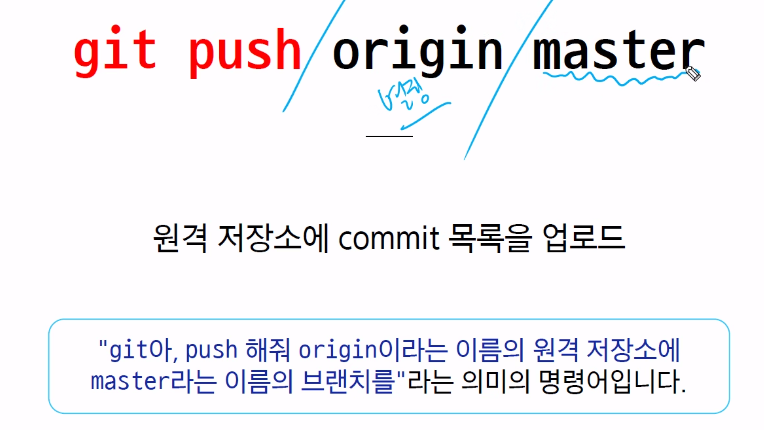 git push origin master
별칭
원격 저장소에 commit 목록을 업로드
"git아, push 해줘 origin이라는 이름의 원격 저장소에
master라는 이름의 브랜치를"라는 의미의 명령어입니다.